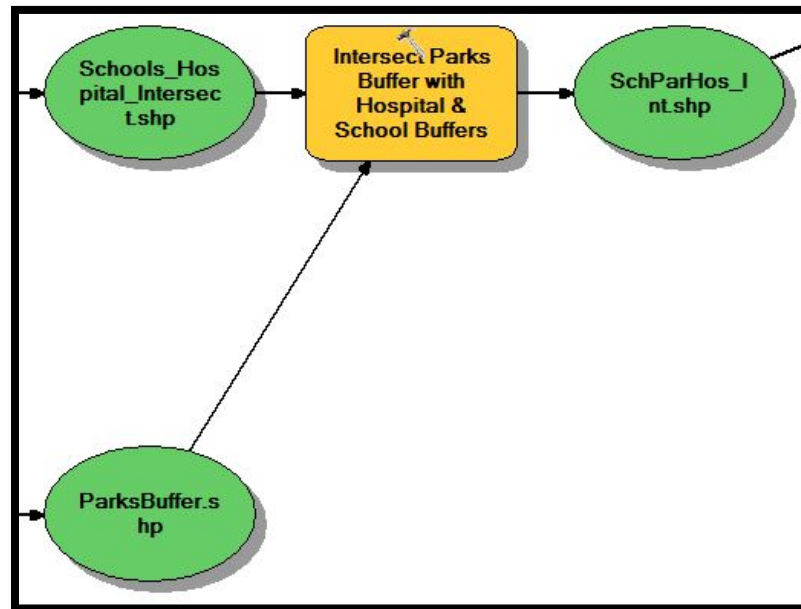 Schools_Hos
pital_Intersec
t.shp
Intersect Parks
Buffer with
Hospital &
School Buffers
SchParHos_I
nt.shp
ParksBuffer.s
hp